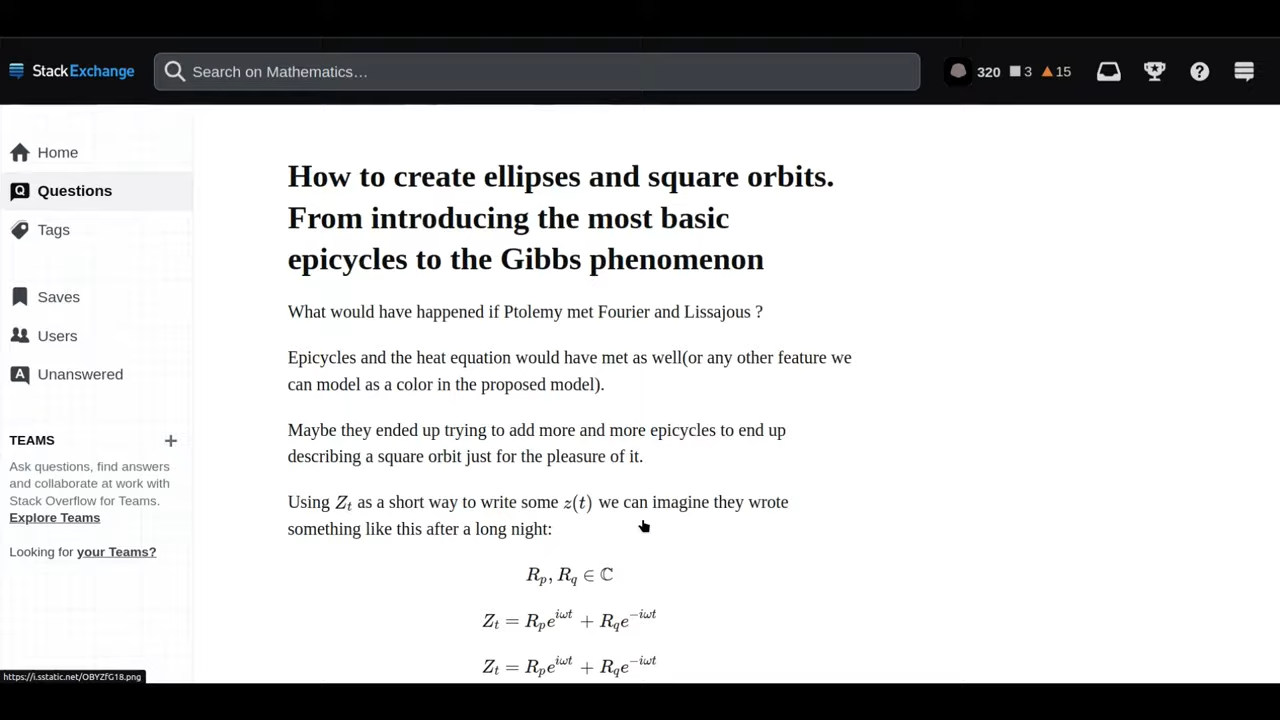 StackExchange
Search on Mathematics…
320
3
15
Home
Questions
Tags
Saves
Users
Unanswered
TEAMS
Ask questions, find answers
and collaborate at work with
Stack Overflow for Teams.
Explore Teams
Looking for your Teams?
How to create ellipses and square orbits.
From introducing the most basic
epicycles to the Gibbs phenomenon
What would have happened if Ptolemy met Fourier and Lissajous ?
Epicycles and the heat equation would have met as well(or any other feature we
can model as a color in the proposed model).
Maybe they ended up trying to add more and more epicycles to end up
describing a square orbit just for the pleasure of it.
Using Z_t as a short way to write some z(t) we can imagine they wrote
something like this after a long night:
R_p, R_q ∈ ℂ
Z_t = R_p e^{iωt} + R_q e^{−iωt}
Z_t = R_p e^{iωt} + R_q e^{−iωt}
https://i.sstatic.net/OBYZfG18.png